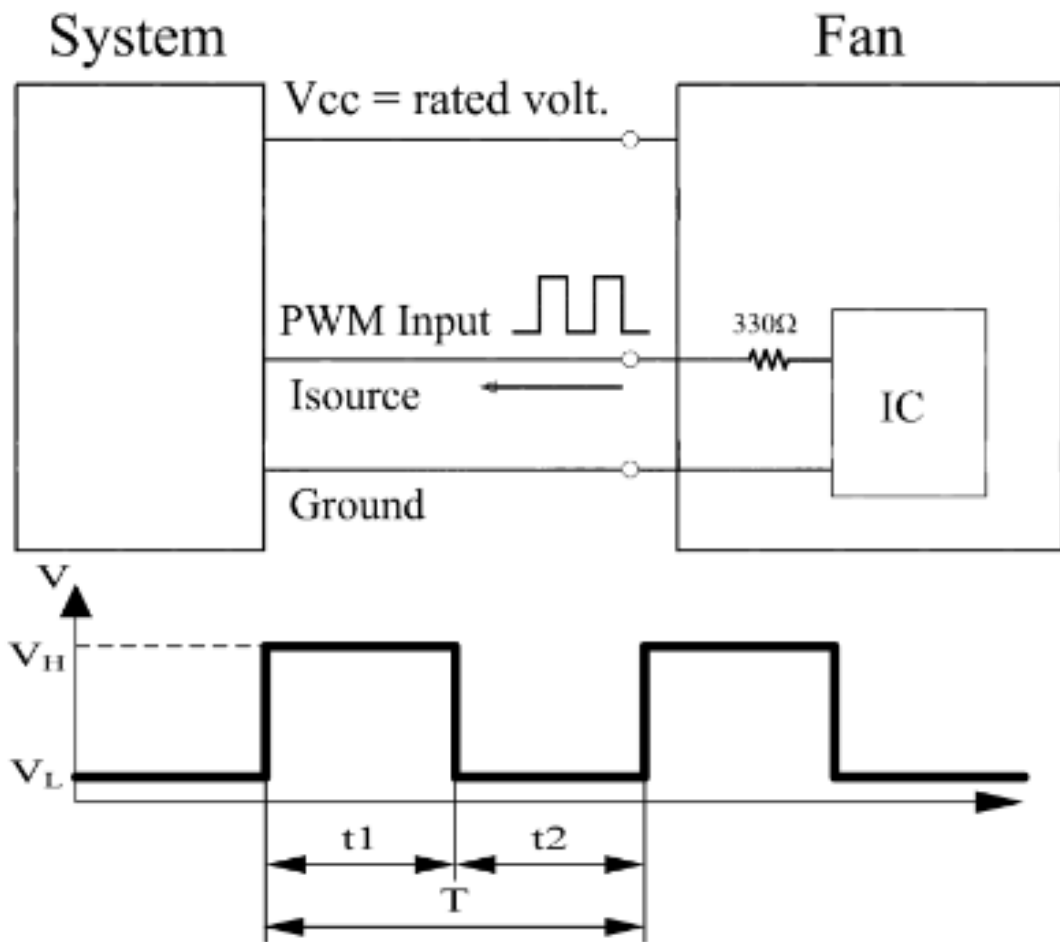 System
Fan
Vcc = rated volt.
PWM Input
330Ω
Isource
IC
Ground
V
VH
VL
t1
t2
T